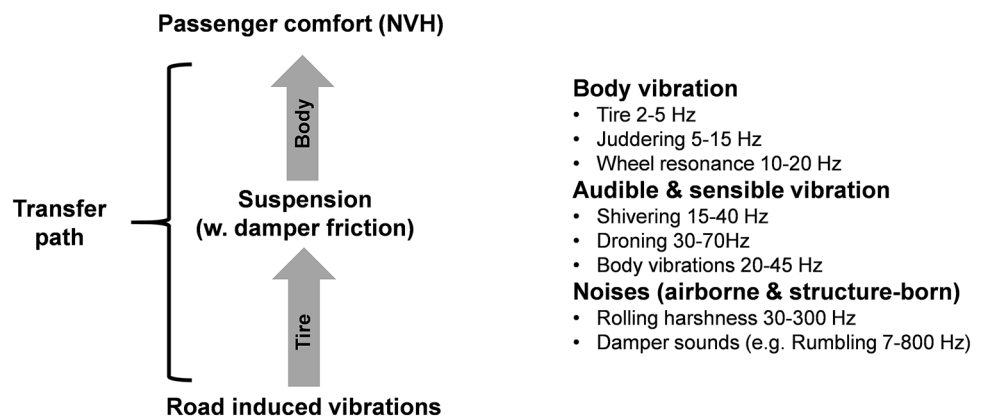 Passenger comfort (NVH)
Body
Suspension
(w. damper friction)
Transfer
path
Tire
Road induced vibrations
Body vibration
• Tire 2-5 Hz
• Juddering 5-15 Hz
• Wheel resonance 10-20 Hz
Audible & sensible vibration
• Shivering 15-40 Hz
• Droning 30-70Hz
• Body vibrations 20-45 Hz
Noises (airborne & structure-born)
• Rolling harshness 30-300 Hz
• Damper sounds (e.g. Rumbling 7-800 Hz)